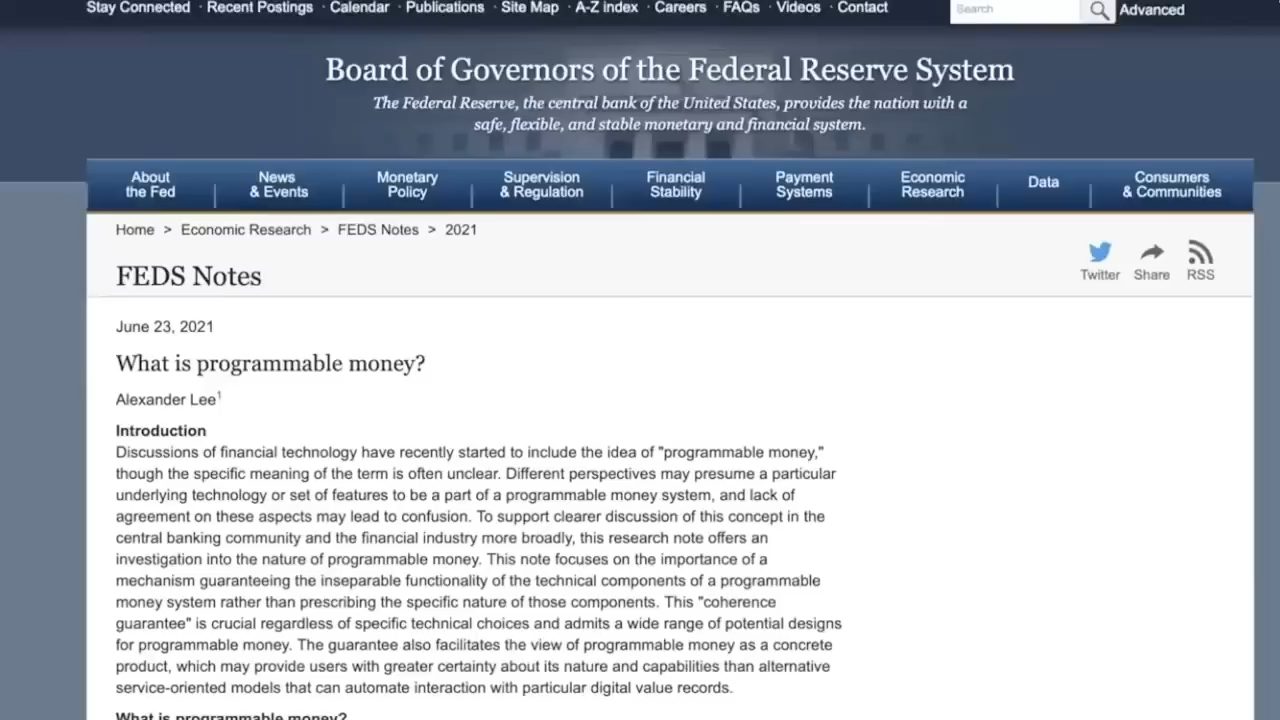 Stay Connected · Recent Postings · Calendar · Publications · Site Map · A-Z index · Careers · FAQs · Videos · Contact
Search
Advanced
Board of Governors of the Federal Reserve System
The Federal Reserve, the central bank of the United States, provides the nation with a
safe, flexible, and stable monetary and financial system.
About
the Fed
News
& Events
Monetary
Policy
Supervision
& Regulation
Financial
Stability
Payment
Systems
Economic
Research
Data
Consumers
& Communities
Home > Economic Research > FEDS Notes > 2021
Twitter
Share
RSS
FEDS Notes
June 23, 2021
What is programmable money?
Alexander Lee1
Introduction
Discussions of financial technology have recently started to include the idea of "programmable money,"
though the specific meaning of the term is often unclear. Different perspectives may presume a particular
underlying technology or set of features to be a part of a programmable money system, and lack of
agreement on these aspects may lead to confusion. To support clearer discussion of this concept in the
central banking community and the financial industry more broadly, this research note offers an
investigation into the nature of programmable money. This note focuses on the importance of a
mechanism guaranteeing the inseparable functionality of the technical components of a programmable
money system rather than prescribing the specific nature of those components. This "coherence
guarantee" is crucial regardless of specific technical choices and admits a wide range of potential designs
for programmable money. The guarantee also facilitates the view of programmable money as a concrete
product, which may provide users with greater certainty about its nature and capabilities than alternative
service-oriented models that can automate interaction with particular digital value records.
What is programmable money?